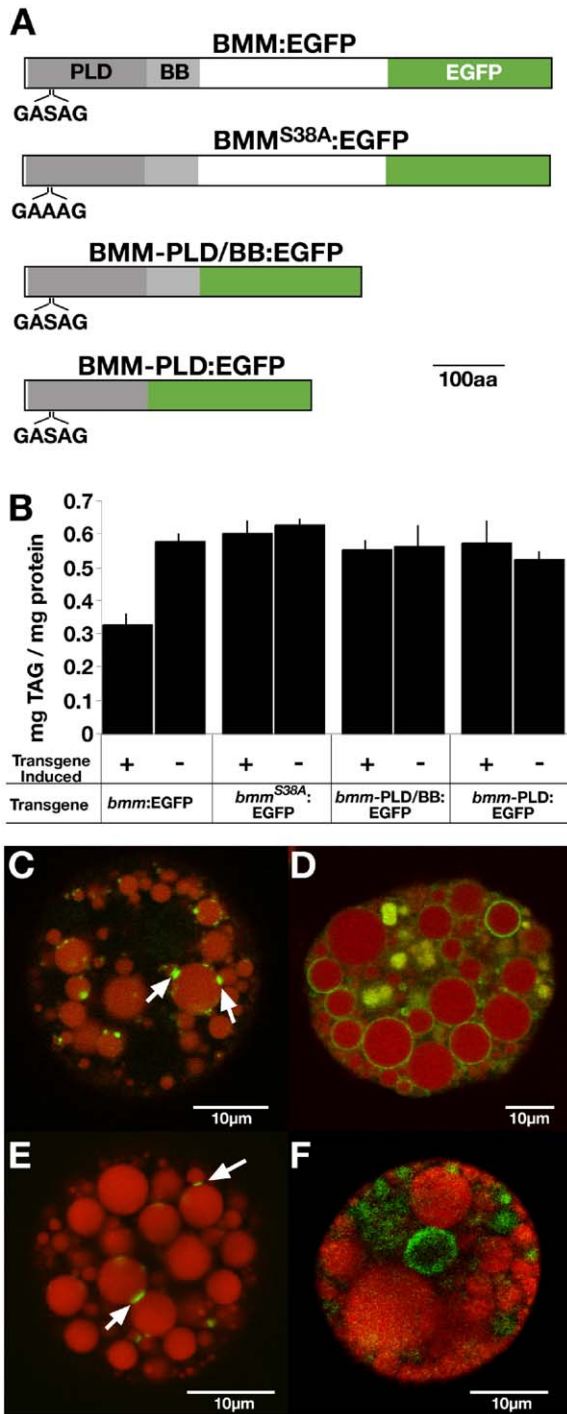 A
BMM:EGFP
PLD BB EGFP
GASAG
BMMS38A:EGFP
GAAAG
BMM-PLD/BB:EGFP
GASAG
BMM-PLD:EGFP
100aa
GASAG
B
mg TAG / mg protein
0.7
0.6
0.5
0.4
0.3
0.2
0.1
0
Transgene Induced + - + - + - + -
Transgene bmm:EGFP bmmS38A: EGFP bmm-PLD/BB: EGFP bmm-PLD: EGFP
C D
10µm 10µm
E F
10µm 10µm